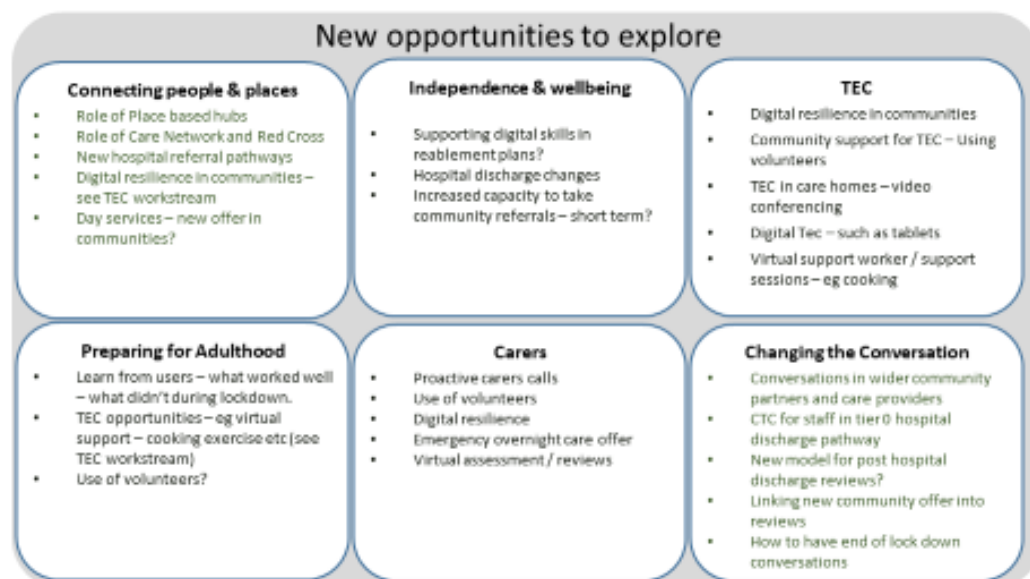 New opportunities to explore
Connecting people & places
▪ Role of Place based hubs
▪ Role of Care Network and Red Cross
▪ New hospital referral pathways
▪ Digital resilience in communities –
see TEC workstream
▪ Day services – new offer in
communities?
Independence & wellbeing
▪ Supporting digital skills in
reablement plans?
▪ Hospital discharge changes
▪ Increased capacity to take
community referrals – short term?
TEC
▪ Digital resilience in communities
▪ Community support for TEC – Using
volunteers
▪ TEC in care homes – video
conferencing
▪ Digital Tec – such as tablets
▪ Virtual support worker / support
sessions – eg cooking
Preparing for Adulthood
▪ Learn from users – what worked well
– what didn't during lockdown.
▪ TEC opportunities – eg virtual
support – cooking exercise etc (see
TEC workstream)
▪ Use of volunteers?
Carers
▪ Proactive carers calls
▪ Use of volunteers
▪ Digital resilience
▪ Emergency overnight care offer
▪ Virtual assessment / reviews
Changing the Conversation
▪ Conversations in wider community
partners and care providers
▪ CTC for staff in tier 0 hospital
discharge pathway
▪ New model for post hospital
discharge reviews?
▪ Linking new community offer into
reviews
▪ How to have end of lock down
conversations